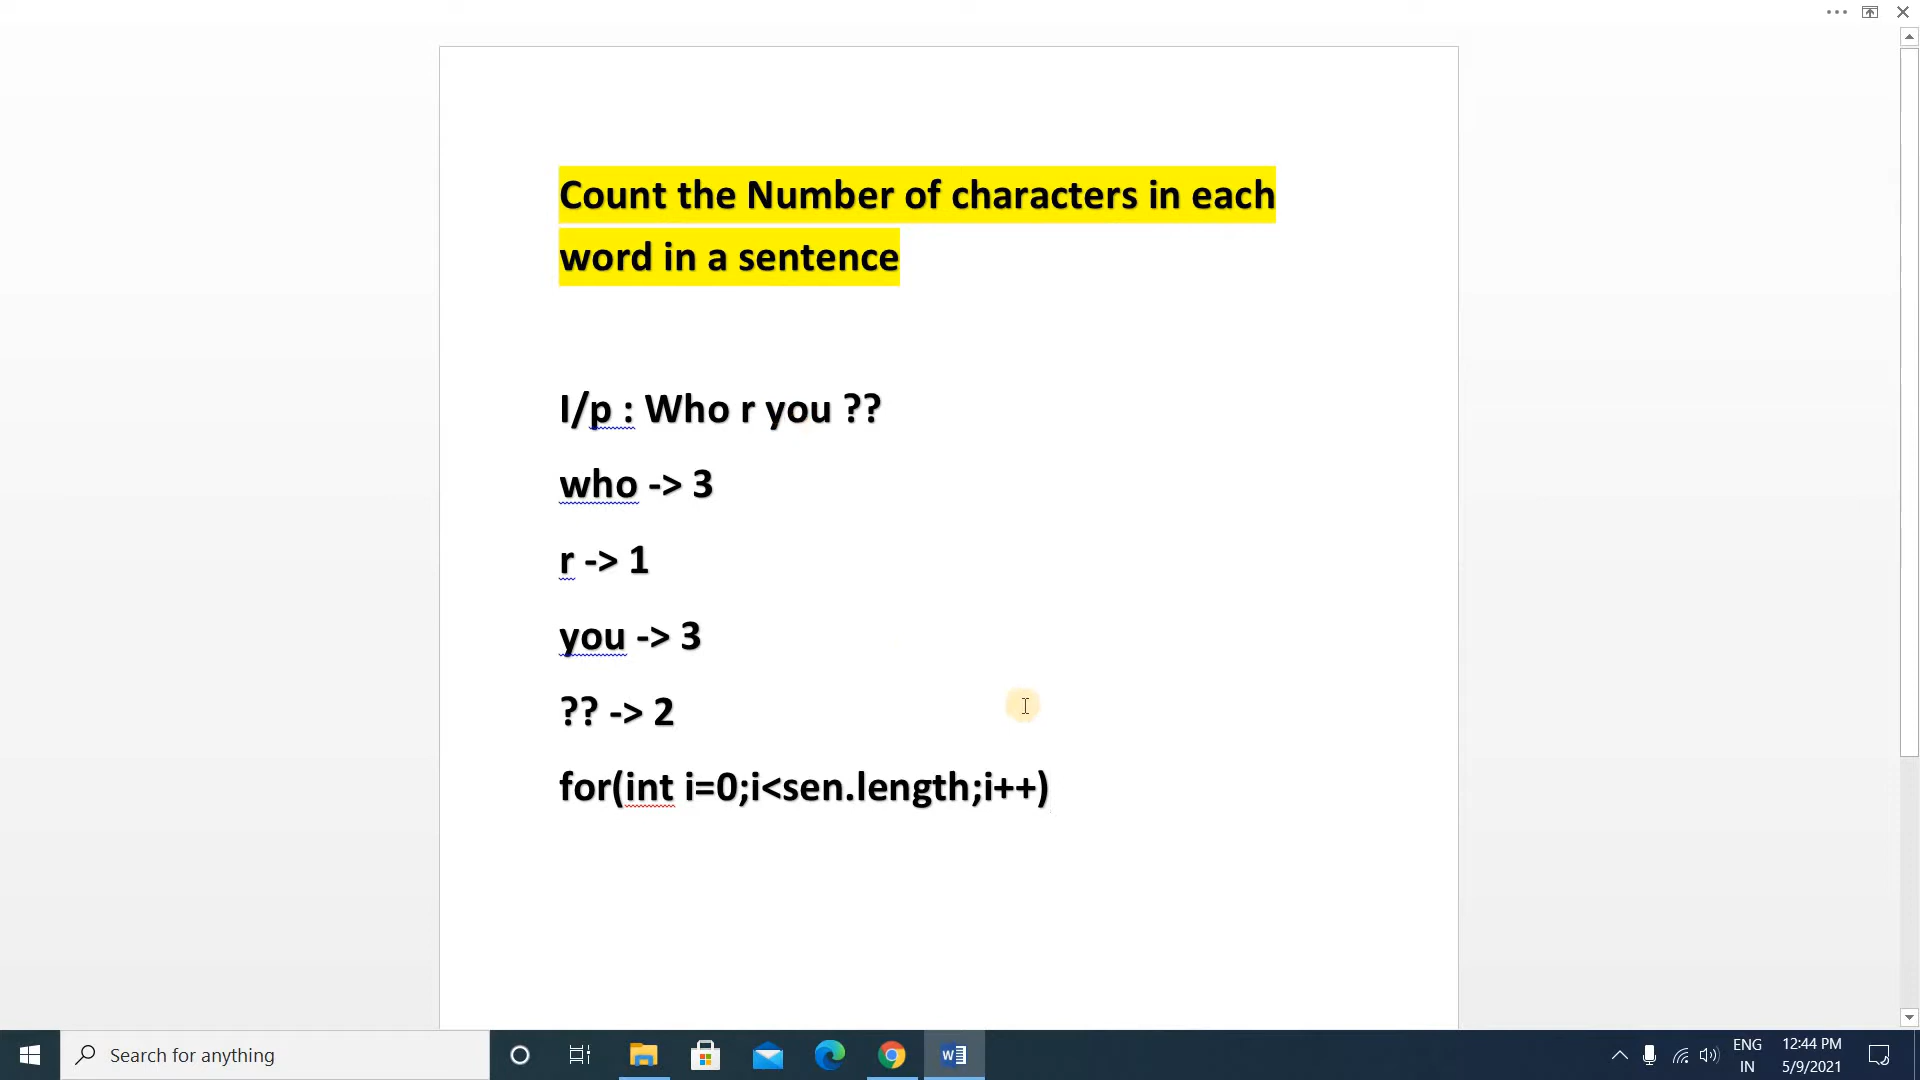 Count the Number of characters in each
word in a sentence
I/p : Who r you ??
who -> 3
r -> 1
you -> 3
?? -> 2
for(int i=0;i<sen.length;i++)
Search for anything
W
ENG
IN
12:44 PM
5/9/2021